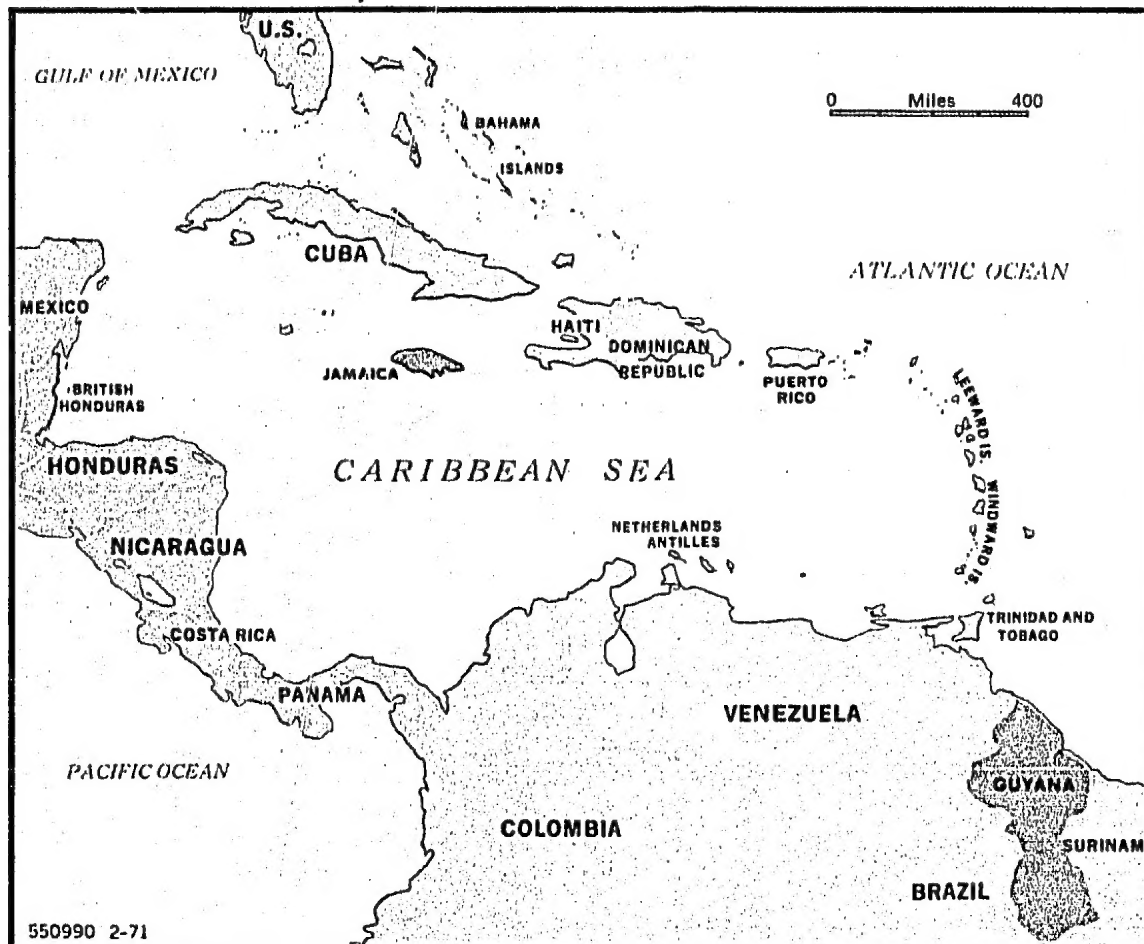 U.S.
GULF OF MEXICO
0 Miles 400
BAHAMA
ISLANDS
CUBA
ATLANTIC OCEAN
MEXICO
HAITI
DOMINICAN
REPUBLIC
JAMAICA
PUERTO
RICO
BRITISH
HONDURAS
LEEWARD IS.
WINDWARD IS.
HONDURAS
CARIBBEAN SEA
NETHERLANDS
ANTILLES
NICARAGUA
TRINIDAD AND
TOBAGO
COSTA RICA
PANAMA
VENEZUELA
PACIFIC OCEAN
GUYANA
COLOMBIA
SURINAM
BRAZIL
550990 2-71